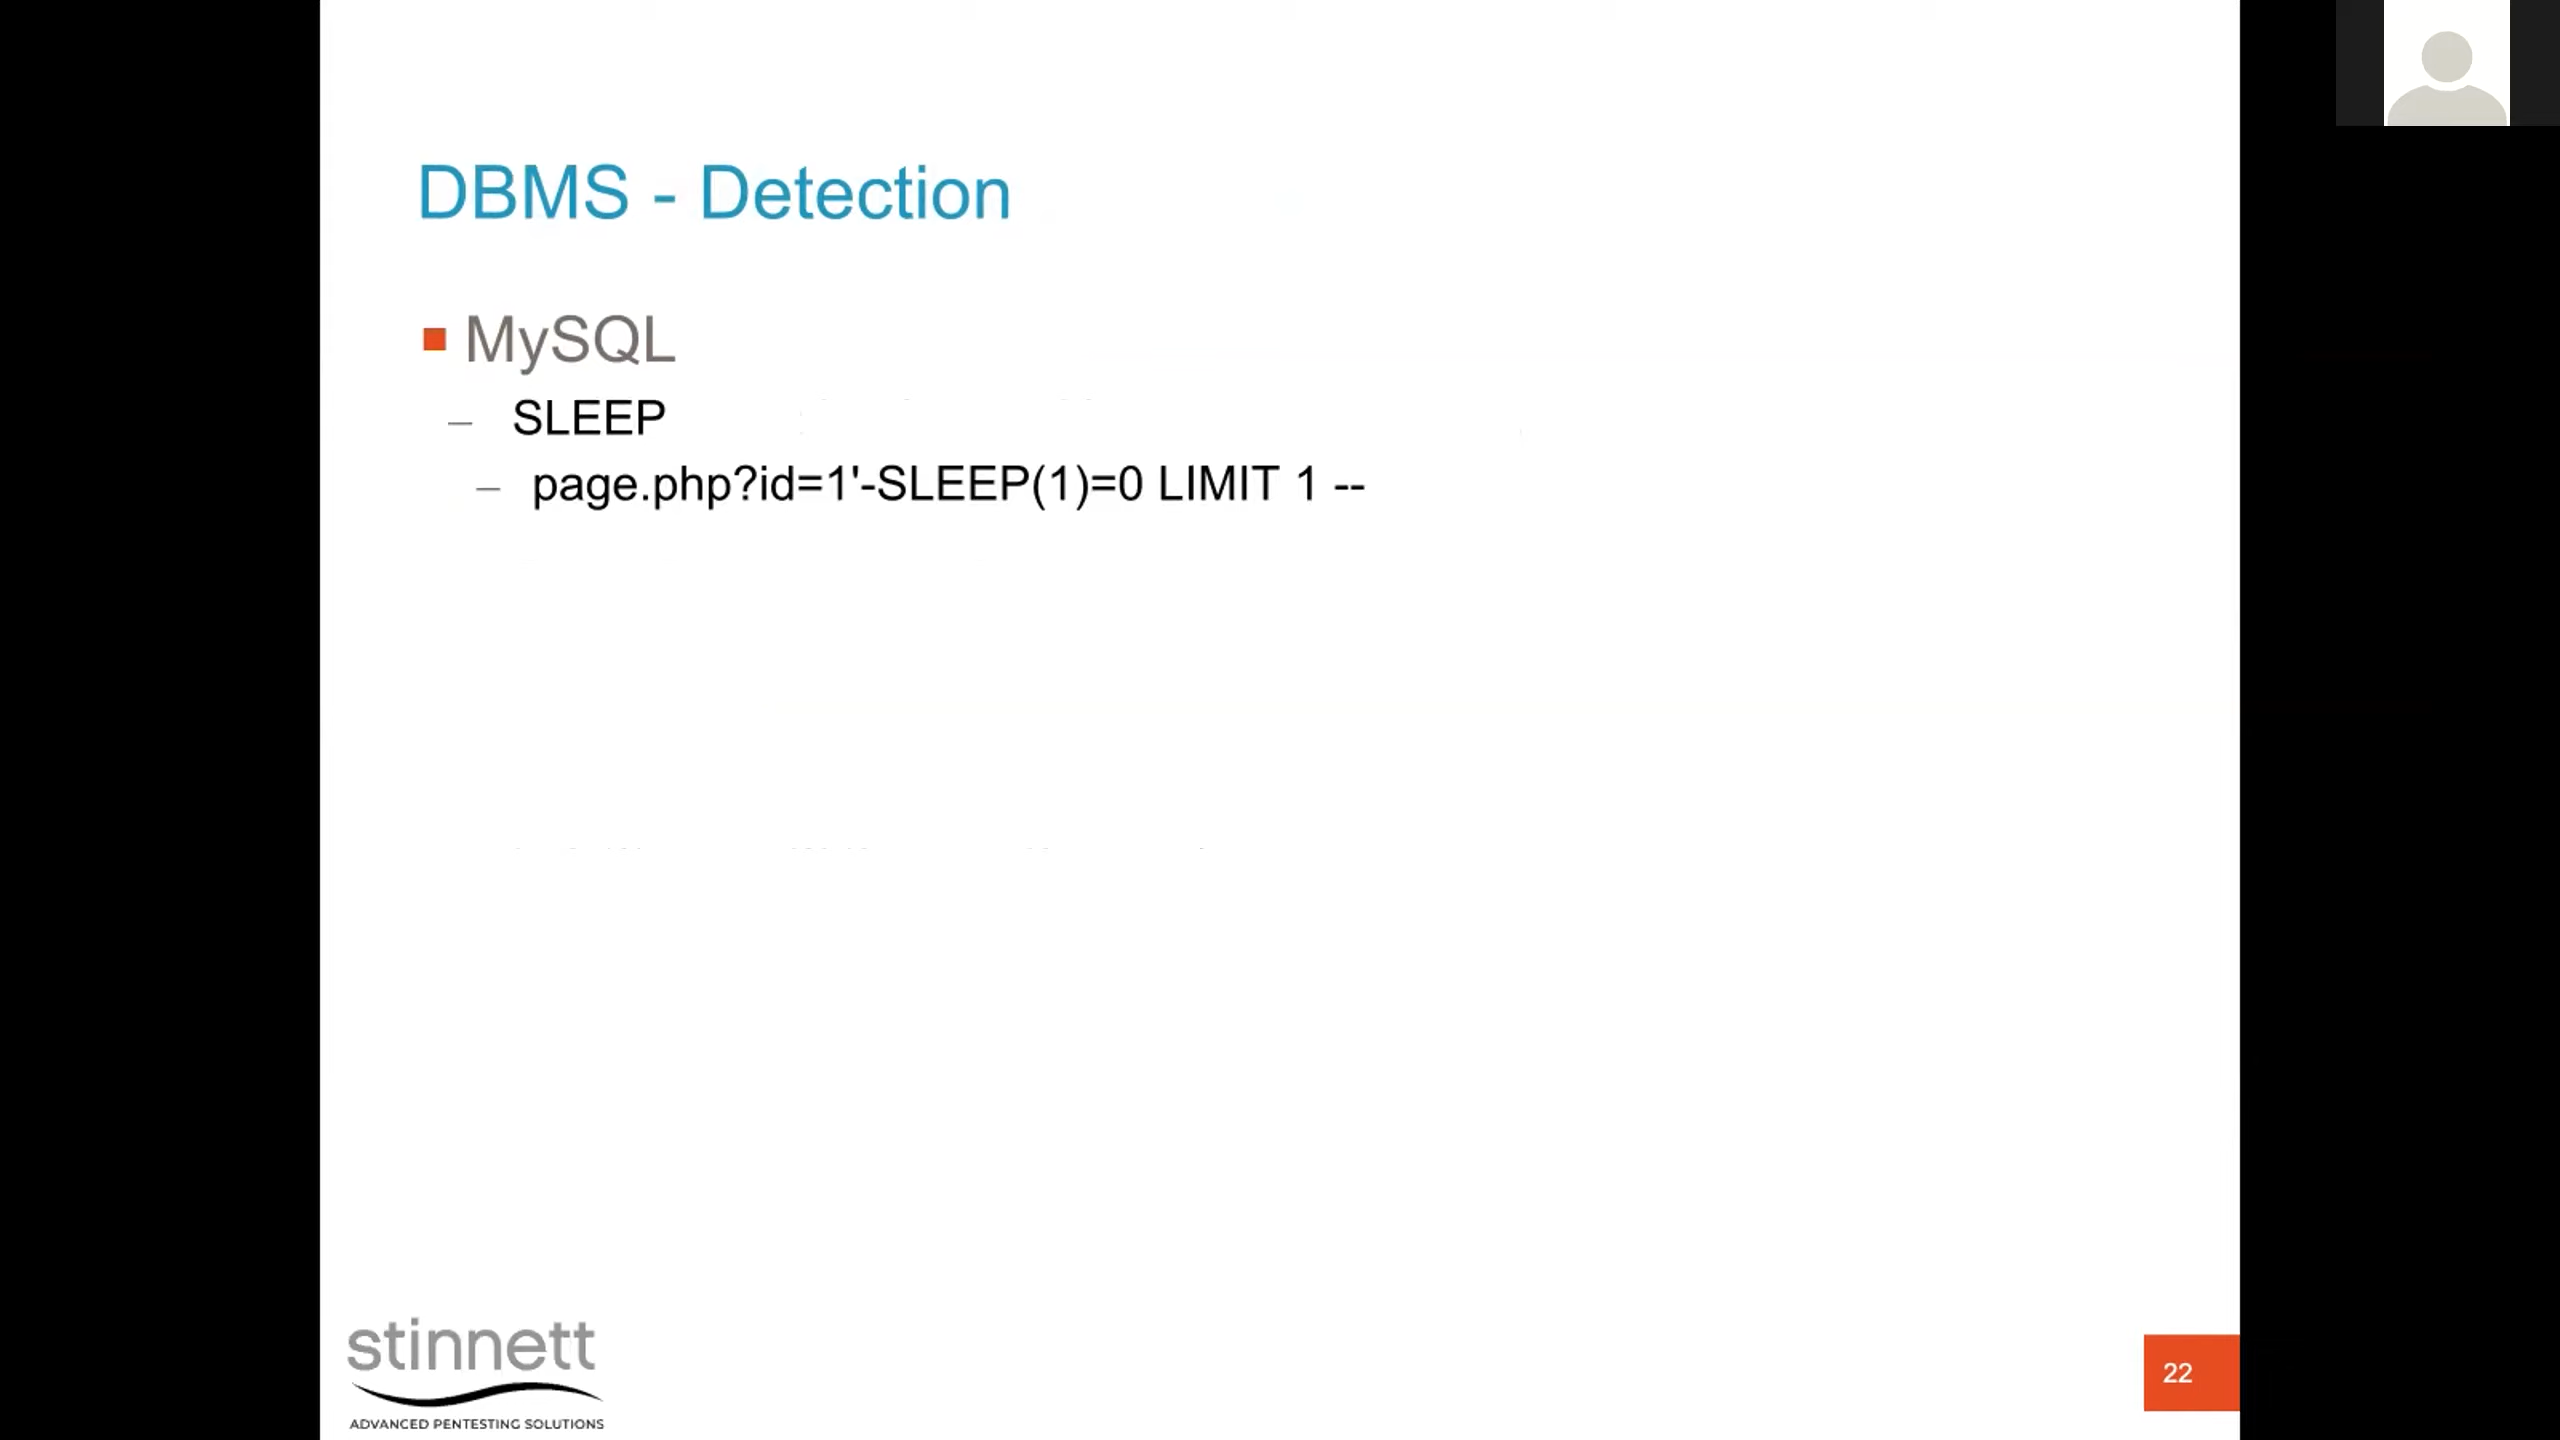 DBMS - Detection
MySQL
– SLEEP
– page.php?id=1'-SLEEP(1)=0 LIMIT 1 --
stinnett
ADVANCED PENTESTING SOLUTIONS
22